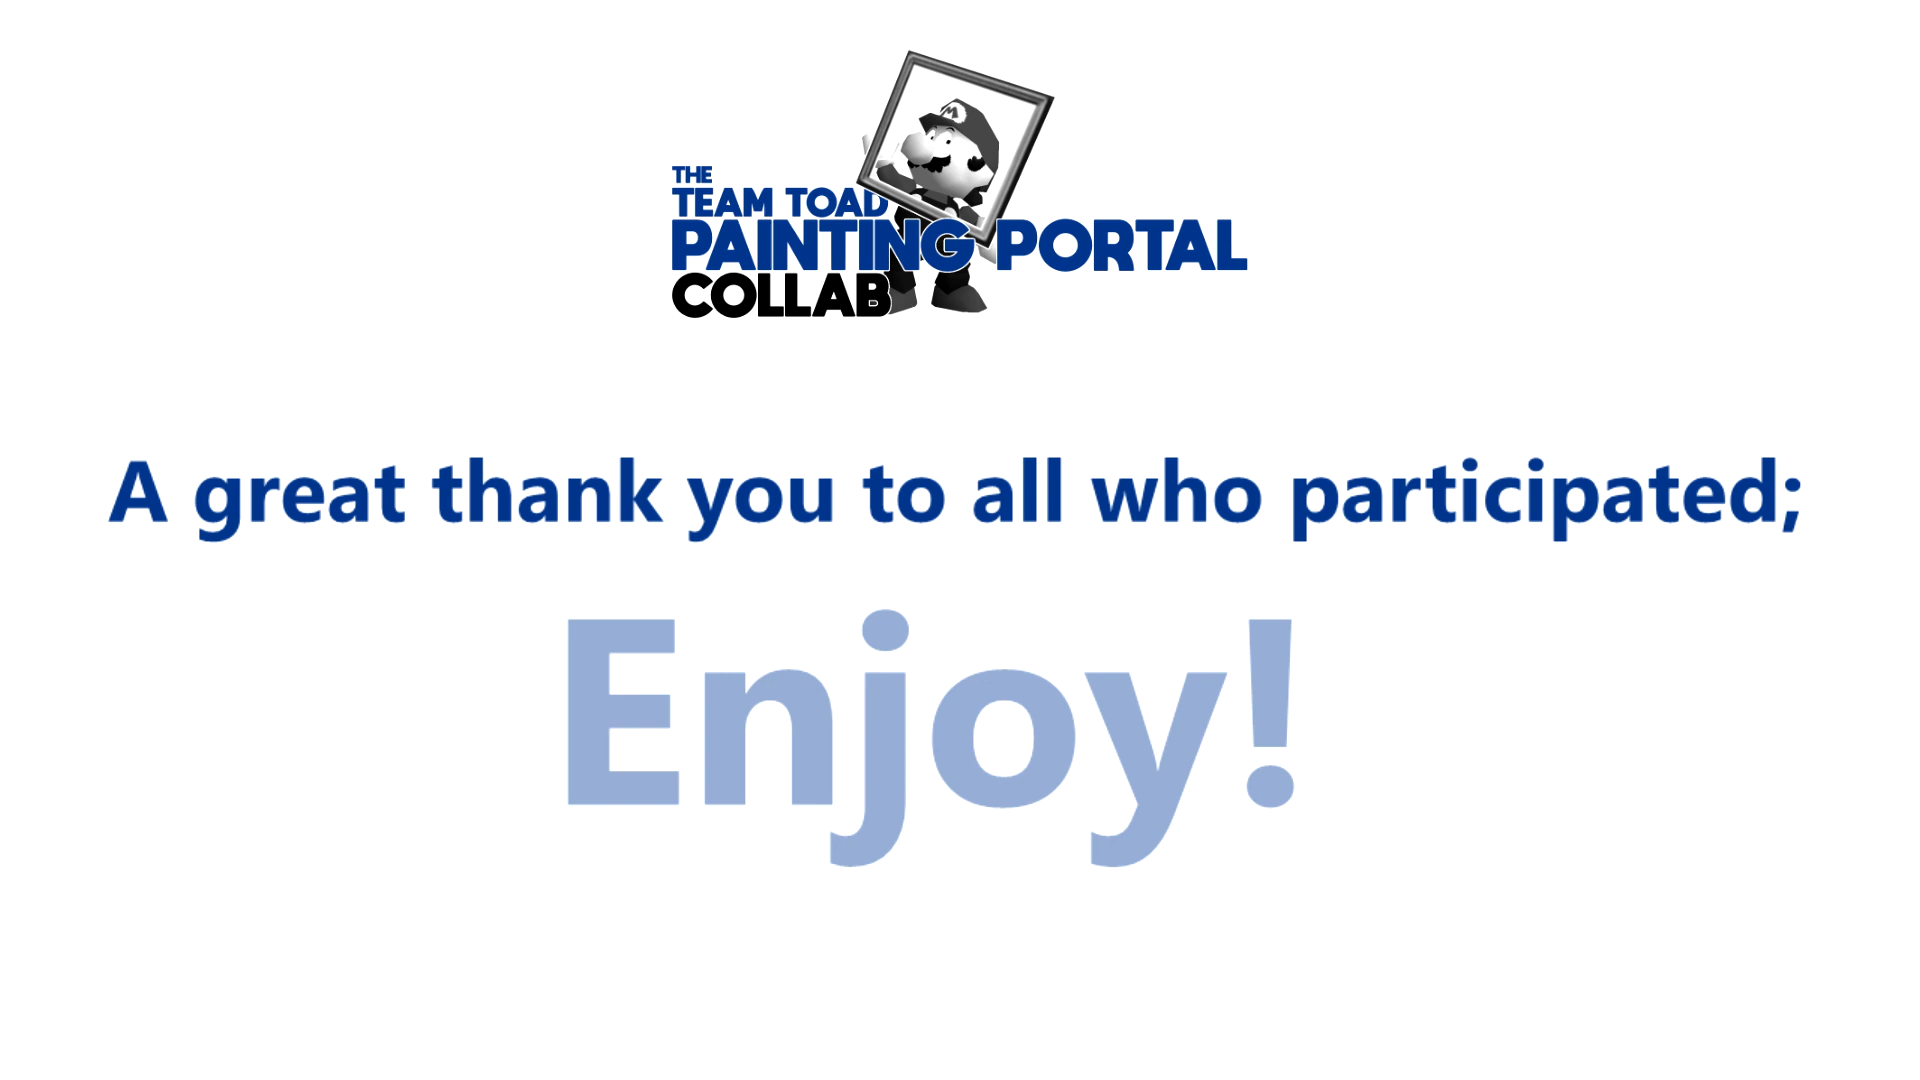 THE
TEAM TOAD
PAINTING PORTAL
COLLAB
A great thank you to all who participated;
Enjoy!